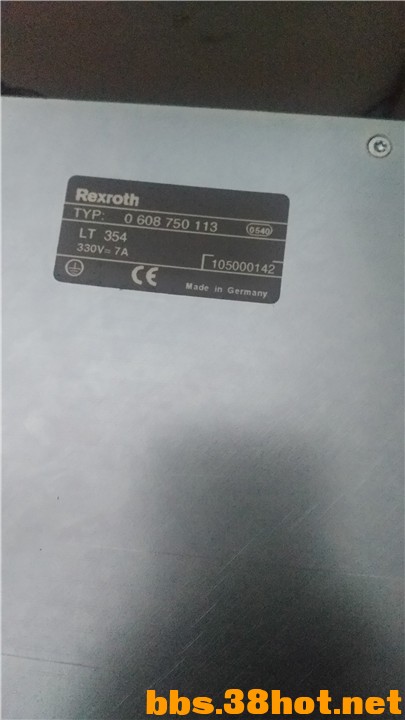 Rexroth
TYP: 0 608 750 113 0540
LT 354
330V= 7A
105000142
CE
Made in Germany
bbs.38hot.net